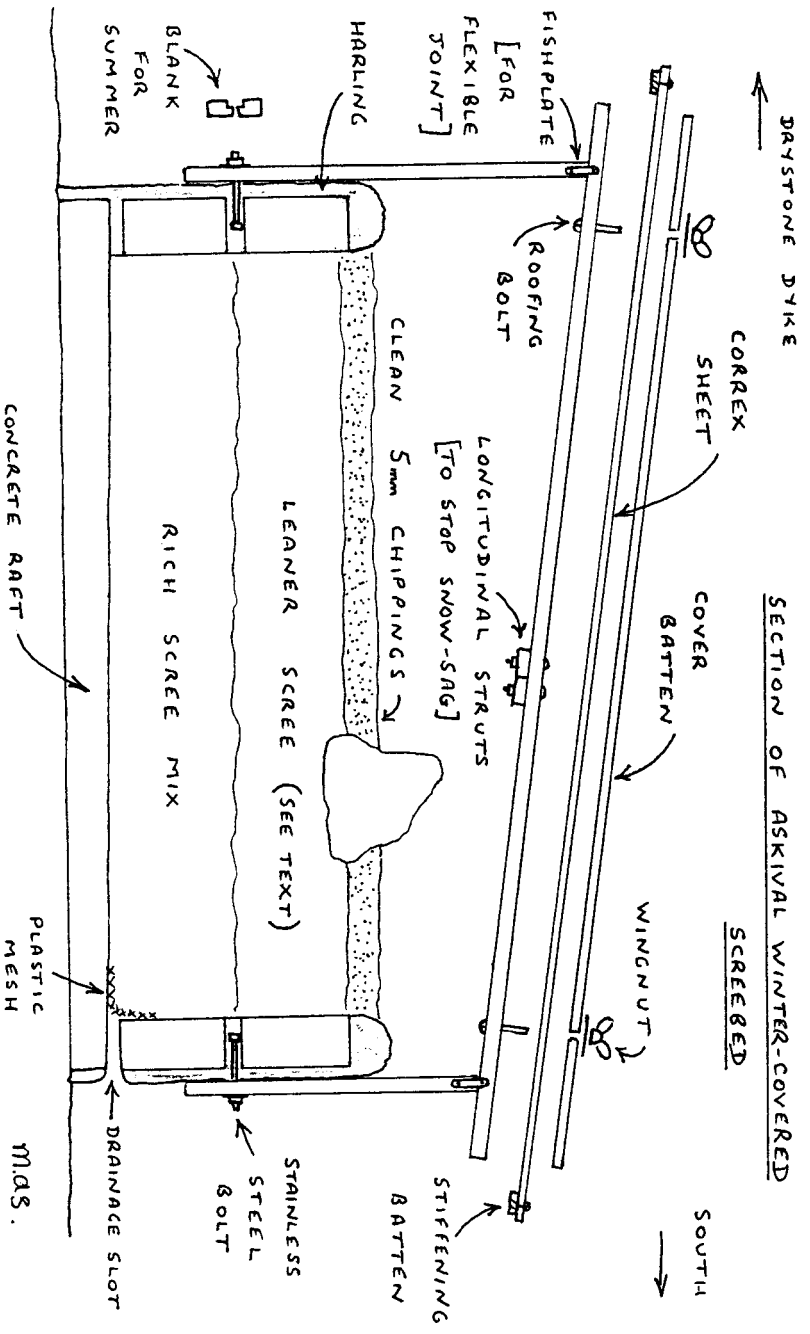 SECTION OF ASKIVAL WINTER-COVERED
SCREEBED
DRYSTONE DYKE
SOUTH
CORREX
SHEET
COVER
BATTEN
WINGNUT
FISHPLATE
[FOR
FLEXIBLE
JOINT]
ROOFING
BOLT
LONGITUDINAL STRUTS
[TO STOP SNOW-SAG]
STIFFENING
BATTEN
HARLING
CLEAN 5mm CHIPPINGS
BLANK
FOR
SUMMER
LEANER SCREE (SEE TEXT)
RICH SCREE MIX
STAINLESS
STEEL
BOLT
CONCRETE RAFT
PLASTIC
MESH
DRAINAGE SLOT
m.a.s.